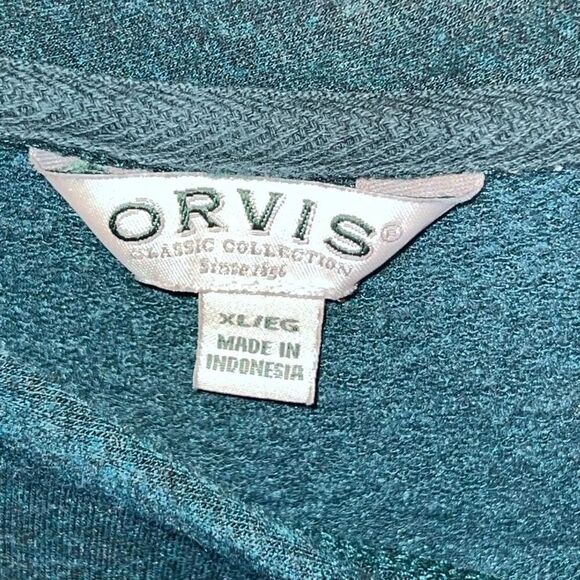 ORVIS®
CLASSIC COLLECTION
Since 1856
XL/EG
MADE IN
INDONESIA